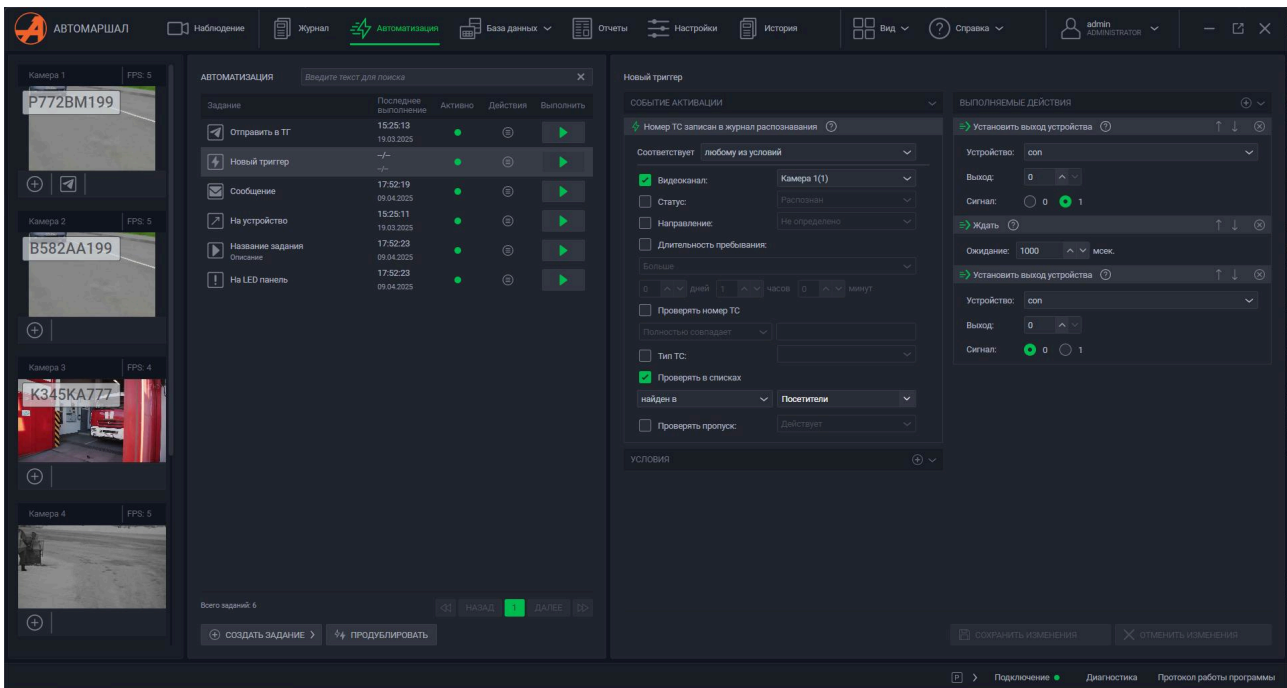 АВТОМАРШАЛ Наблюдение Журнал Автоматизация База данных Отчеты Настройки История Вид Справка admin
ADMINISTRATOR
Камера 1 FPS: 5
P772BM199
Камера 2 FPS: 5
B582AA199
Камера 3 FPS: 4
K345KA777
Камера 4 FPS: 5
АВТОМАТИЗАЦИЯ Введите текст для поиска
Задание Последнее выполнение Активно Действия Выполнить
Отправить в ТГ 15:25:13
19.03.2025
Новый триггер --/--
--/--
Сообщение 17:52:19
09.04.2025
На устройство 15:25:11
19.03.2025
Название задания 17:52:23
Описание 09.04.2025
На LED панель 17:52:23
09.04.2025
Всего заданий: 6 НАЗАД 1 ДАЛЕЕ
СОЗДАТЬ ЗАДАНИЕ ПРОДУБЛИРОВАТЬ
Новый триггер
СОБЫТИЕ АКТИВАЦИИ
Номер ТС записан в журнал распознавания ?
Соответствует любому из условий
Видеоканал: Камера 1(1)
Статус: Распознан
Направление: Не определено
Длительность пребывания:
Больше
0 дней 1 часов 0 минут
Проверять номер ТС
Полностью совпадает
Тип ТС:
Проверять в списках
найден в Посетители
Проверять пропуск: Действует
УСЛОВИЯ
ВЫПОЛНЯЕМЫЕ ДЕЙСТВИЯ
Установить выход устройства ?
Устройство: con
Выход: 0
Сигнал: 0 1
Ждать ?
Ожидание: 1000 мсек.
Установить выход устройства ?
Устройство: con
Выход: 0
Сигнал: 0 1
СОХРАНИТЬ ИЗМЕНЕНИЯ ОТМЕНИТЬ ИЗМЕНЕНИЯ
P Подключение Диагностика Протокол работы программы